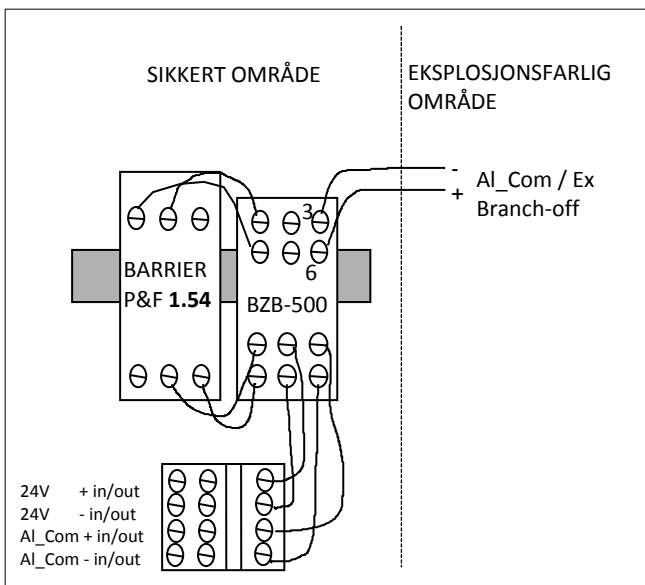 SIKKERT OMRÅDE
EKSPLOSJONSFARLIG
OMRÅDE
-
+
Al_Com / Ex
Branch-off
3
6
BARRIER
P&F 1.54
BZB-500
24V + in/out
24V - in/out
Al_Com + in/out
Al_Com - in/out